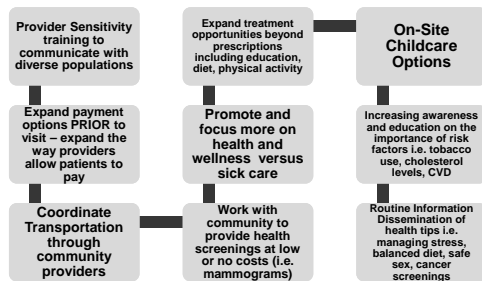 Provider Sensitivity
training to
communicate with
diverse populations
Expand payment
options PRIOR to
visit – expand the
way providers
allow patients to
pay
Coordinate
Transportation
through
community
providers
Work with
community to
provide health
screenings at low
or no costs (i.e.
mammograms)
Promote and
focus more on
health and
wellness versus
sick care
Expand treatment
opportunities beyond
prescriptions
including education,
diet, physical activity
On-Site
Childcare
Options
Increasing awareness
and education on the
importance of risk
factors i.e. tobacco
use, cholesterol
levels, CVD
Routine Information
Dissemination of
health tips i.e.
managing stress,
balanced diet, safe
sex, cancer
screenings